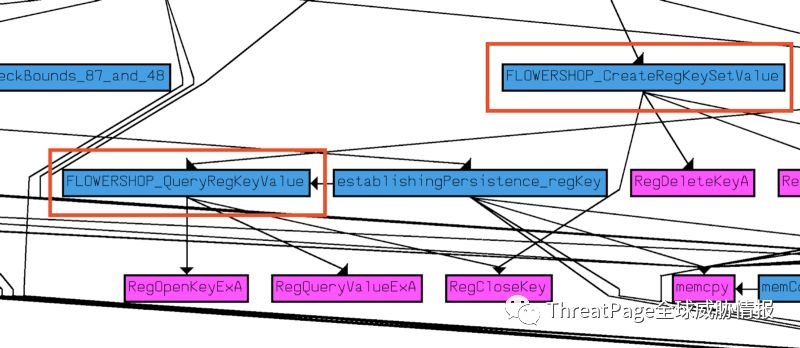 eckBounds_87_and_48
FLOWERSHOP_CreateRegKeySetValue
FLOWERSHOP_QueryRegKeyValue
establishingPersistence_regKey
RegDeleteKeyA
Re
RegOpenKeyExA
RegQueryValueExA
RegCloseKey
memcpy
memCo
ThreatPage全球威胁情报